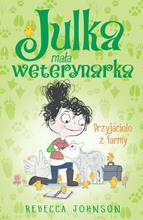 Julka
mała
weterynarka
Przyjaciele
z farmy
REBECCA JOHNSON